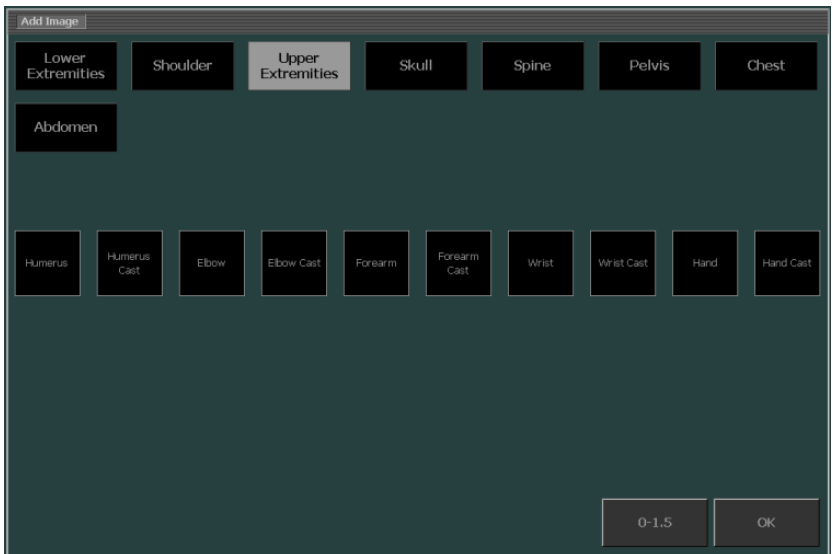 Add Image
Lower
Extremities
Shoulder
Upper
Extremities
Skull
Spine
Pelvis
Chest
Abdomen
Humerus
Humerus
Cast
Elbow
Elbow Cast
Forearm
Forearm
Cast
Wrist
Wrist Cast
Hand
Hand Cast
0-1.5
OK